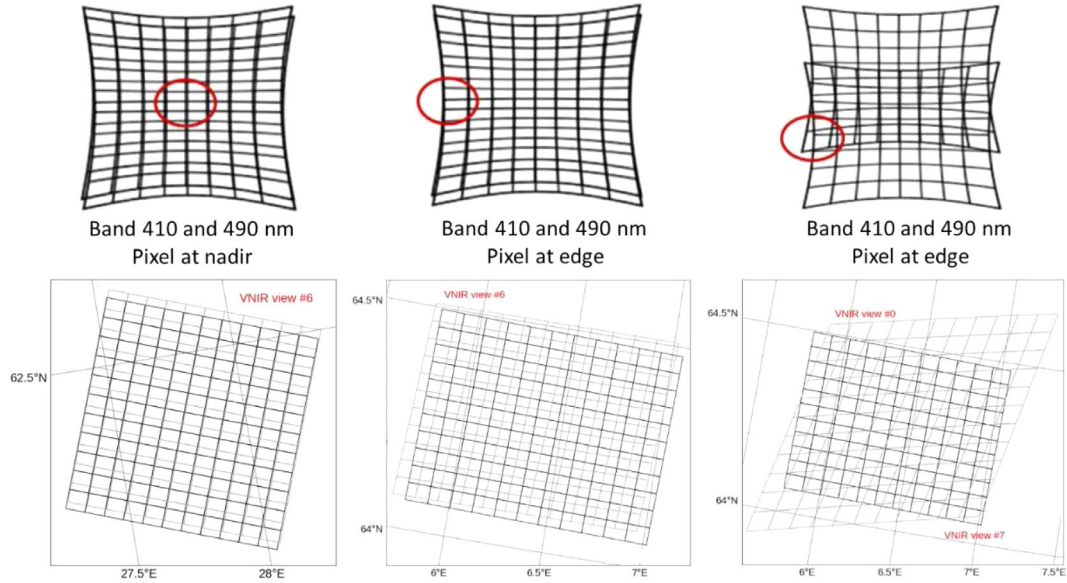 Band 410 and 490 nm
Pixel at nadir
Band 410 and 490 nm
Pixel at edge
Band 410 and 490 nm
Pixel at edge
VNIR view #6
62.5°N
27.5°E
28°E
VNIR view #6
64.5°N
64°N
6°E
6.5°E
7°E
VNIR view #0
64.5°N
64°N
VNIR view #7
6°E
6.5°E
7°E
7.5°E